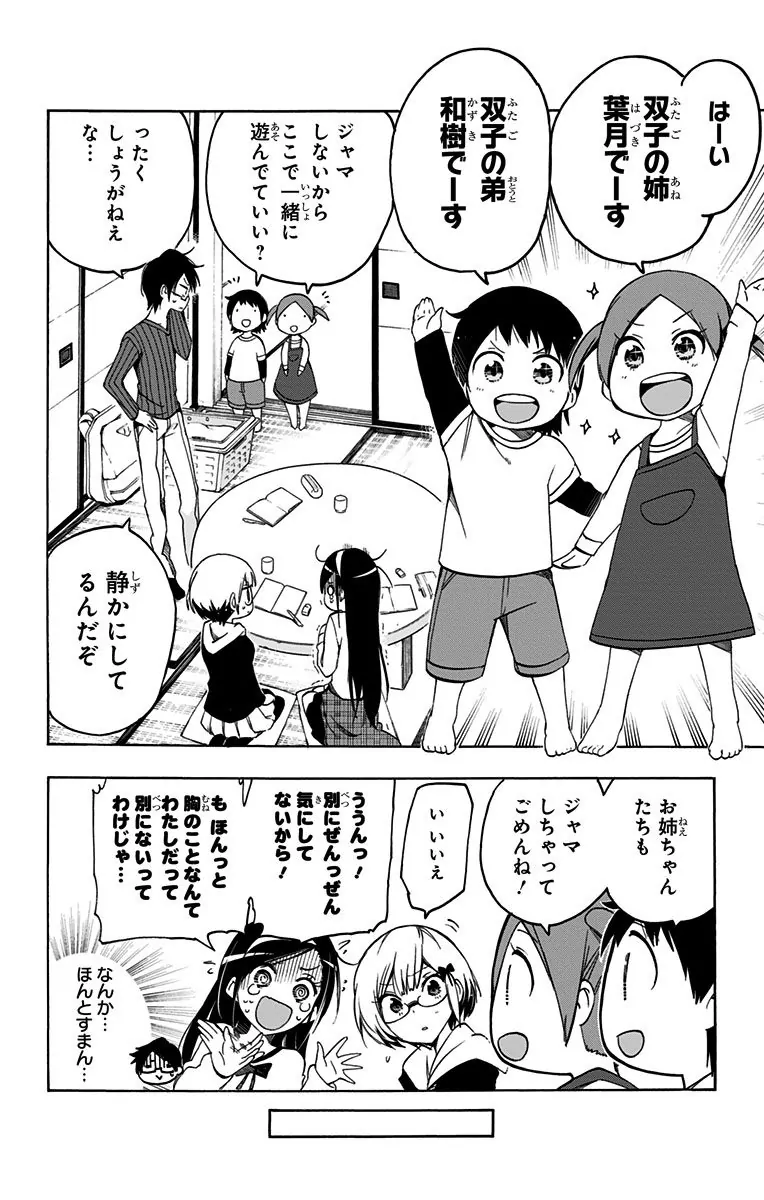 はーい
双子の姉
葉月でーす
双子の弟
和樹でーす
ジャマ
しないから
ここで一緒に
遊んでていい？
ったく
しょうがねえ
な…
静かにして
るんだぞ
お姉ちゃん
たちも
ジャマ
しちゃって
ごめんね！
い いいえ
ううんっ！
別にぜんっぜん
気にして
ないから！
も ほんっと
胸のことなんて
わたしだって
別にないって
わけじゃ…
なんか…
ほんとすまん…